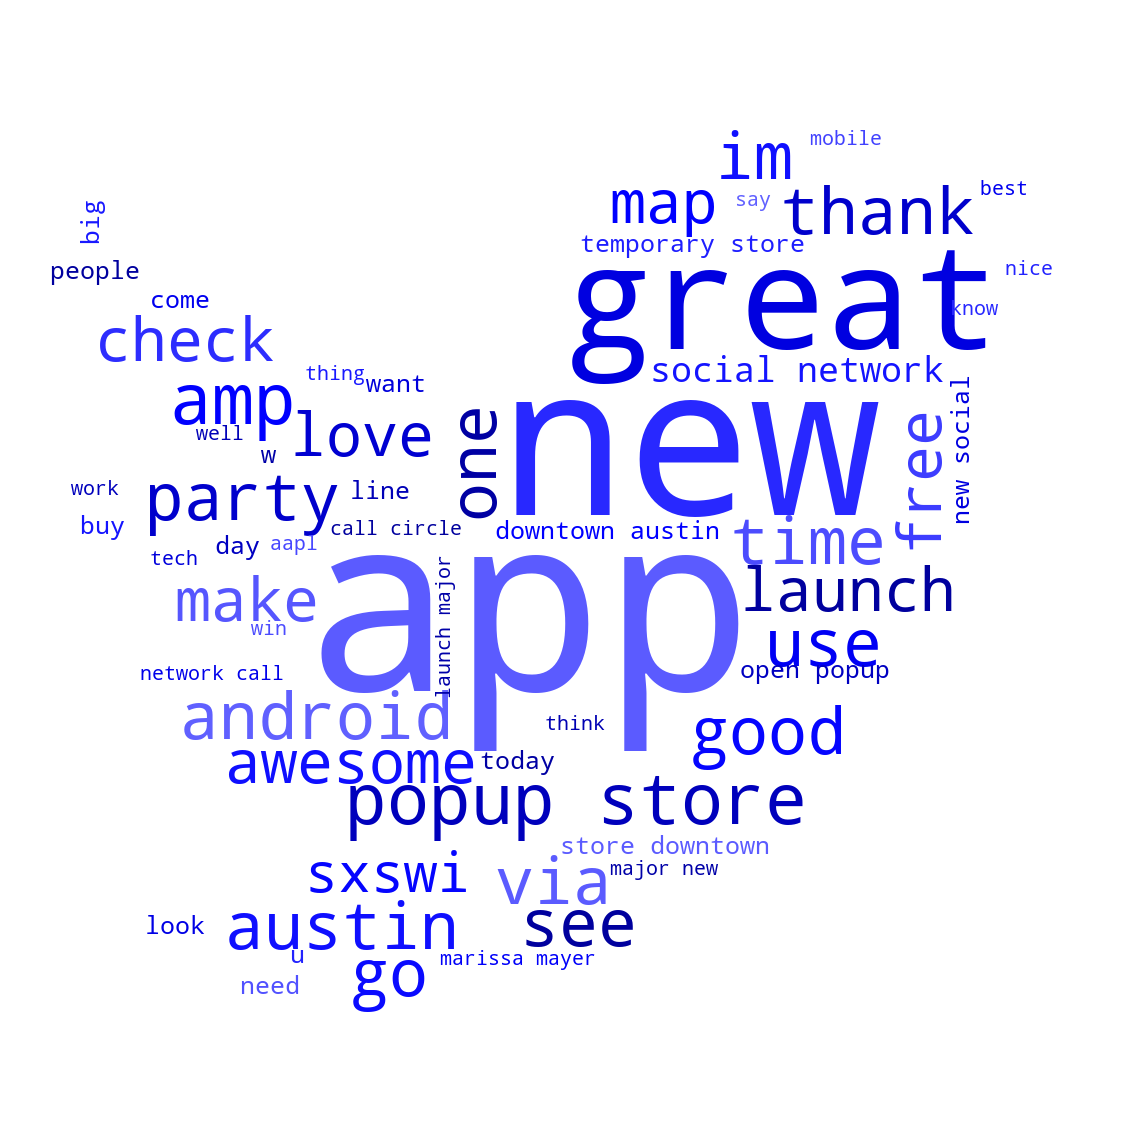 mobile
im
best
thank
map
say
big
temporary store
people
great
nice
come
know
check
social network
thing
want
amp
new
new social
love
one
free
well
w
work
party
line
buy
call circle
downtown austin
time
day
aapl
tech
app
launch
make
launch major
win
use
network call
open popup
android
think
good
awesome
today
popup store
store downtown
sxswi
via
major new
look
austin
see
u
marissa mayer
need
go